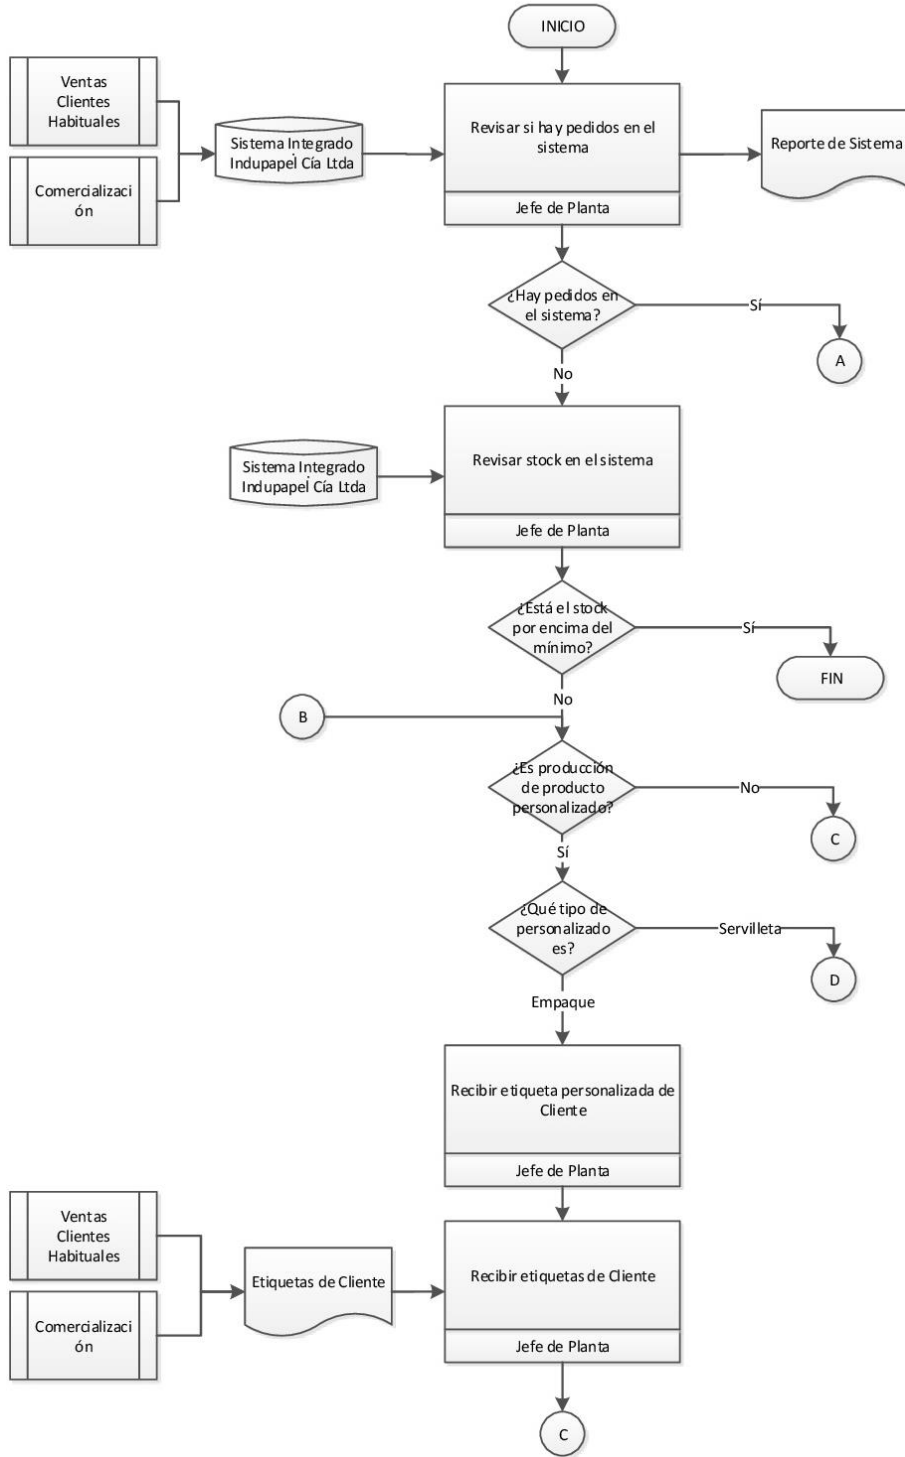 INICIO
Ventas
Clientes
Habituales
Comercializaci
ón
Sistema Integrado
Indupapel Cía Ltda
Revisar si hay pedidos en el
sistema
Jefe de Planta
Reporte de Sistema
¿Hay pedidos en
el sistema?
Sí
A
No
Sistema Integrado
Indupapel Cía Ltda
Revisar stock en el sistema
Jefe de Planta
¿Está el stock
por encima del
mínimo?
Sí
FIN
No
B
¿Es producción
de producto
personalizado?
No
C
Sí
¿Qué tipo de
personalizado
es?
Servilleta
D
Empaque
Recibir etiqueta personalizada de
Cliente
Jefe de Planta
Ventas
Clientes
Habituales
Comercializaci
ón
Etiquetas de Cliente
Recibir etiquetas de Cliente
Jefe de Planta
C